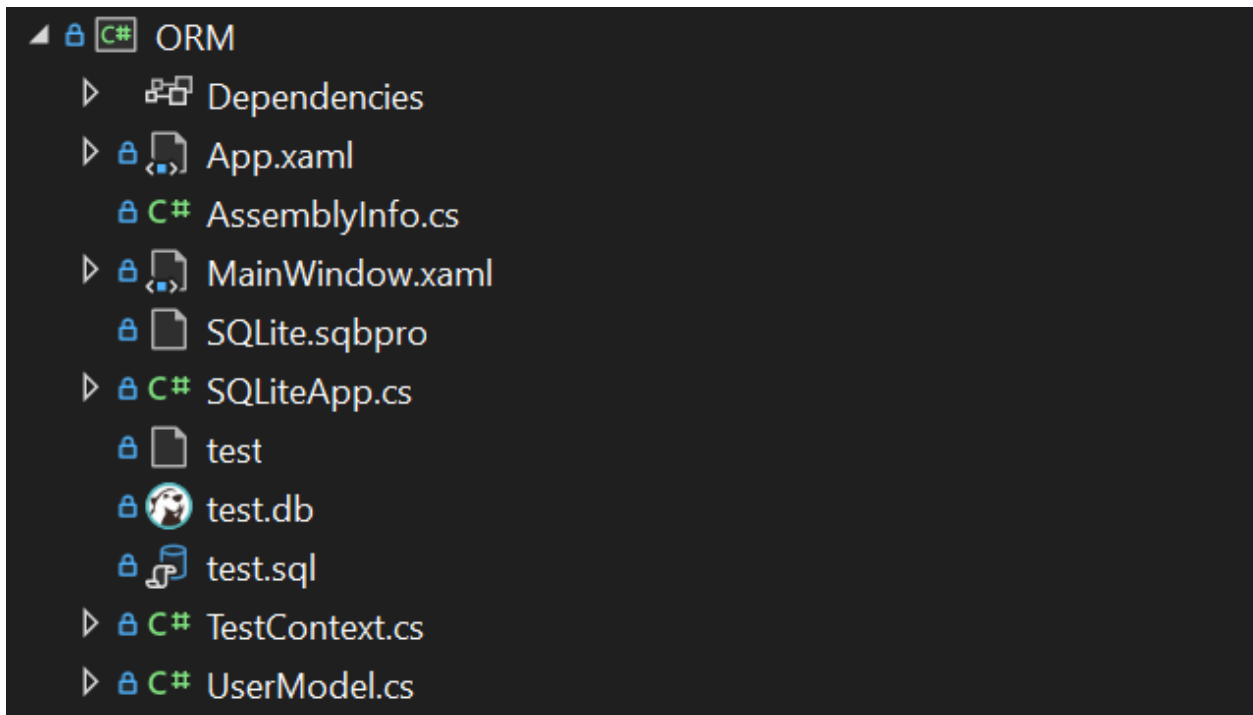 C# ORM
Dependencies
App.xaml
C# AssemblyInfo.cs
MainWindow.xaml
SQLite.sqbpro
C# SQLiteApp.cs
test
test.db
test.sql
C# TestContext.cs
C# UserModel.cs